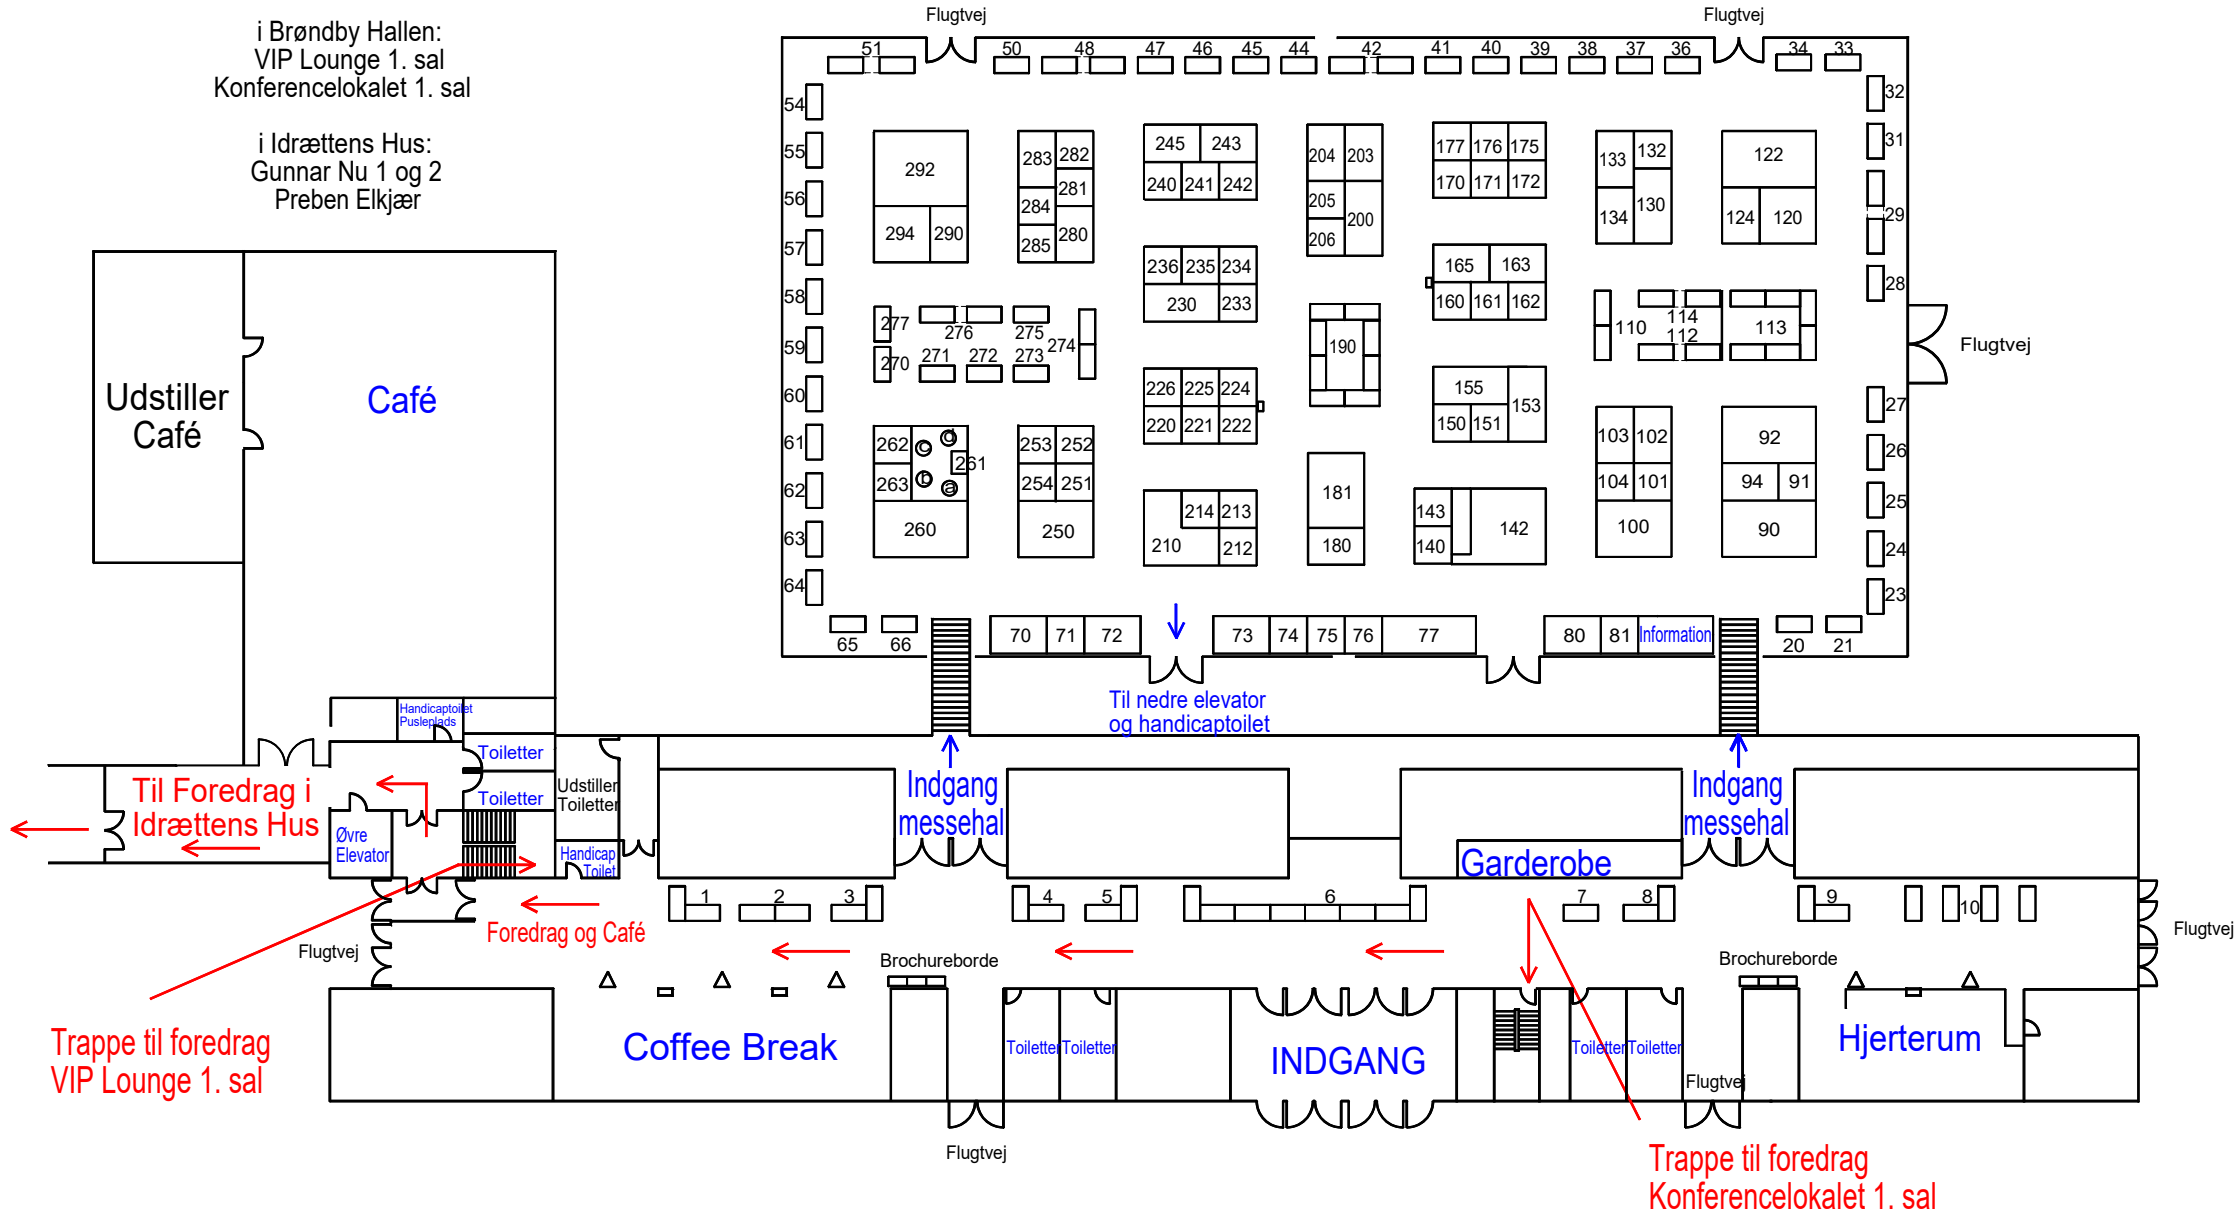 i Brøndby Hallen:
VIP Lounge 1. sal
Konferencelokalet 1. sal
i Idrættens Hus:
Gunnar Nu 1 og 2
Preben Elkjær
Flugtvej
Flugtvej
51 50 48 47 46 45 44 42 41 40 39 38 37 36 34 33
54
55
56
57
58
59
60
61
62
63
64
32
31
29
28
27
26
25
24
23
Flugtvej
292
294 290
283 282
281
284
285 280
245 243
240 241 242
204 203
205
206 200
177 176 175
170 171 172
133 132
134 130
122
124 120
236 235 234
230 233
165 163
160 161 162
277 276 275 274
270 271 272 273
190
110 114 113
112
226 225 224
220 221 222
155 153
150 151
262
263 261
c d
b a
260
253 252
254 251
250
214 213
210 212
181
180
143
140 142
103 102
104 101
100
92
94 91
90
65 66
70 71 72
73 74 75 76 77
80 81 Information
20 21
Til nedre elevator
og handicaptoilet
Udstiller
Café
Café
Handicaptoilet
Pusleplads
Toiletter
Toiletter
Udstiller
Toiletter
Handicap
Toilet
Øvre
Elevator
Til Foredrag i
Idrættens Hus
Indgang
messehal
Indgang
messehal
Garderobe
1 2 3 4 5 6 7 8 9 10
Foredrag og Café
Flugtvej
Flugtvej
Brochureborde
Brochureborde
Trappe til foredrag
VIP Lounge 1. sal
Coffee Break
Toiletter Toiletter
INDGANG
Toiletter Toiletter
Hjerterum
Flugtvej
Flugtvej
Trappe til foredrag
Konferencelokalet 1. sal